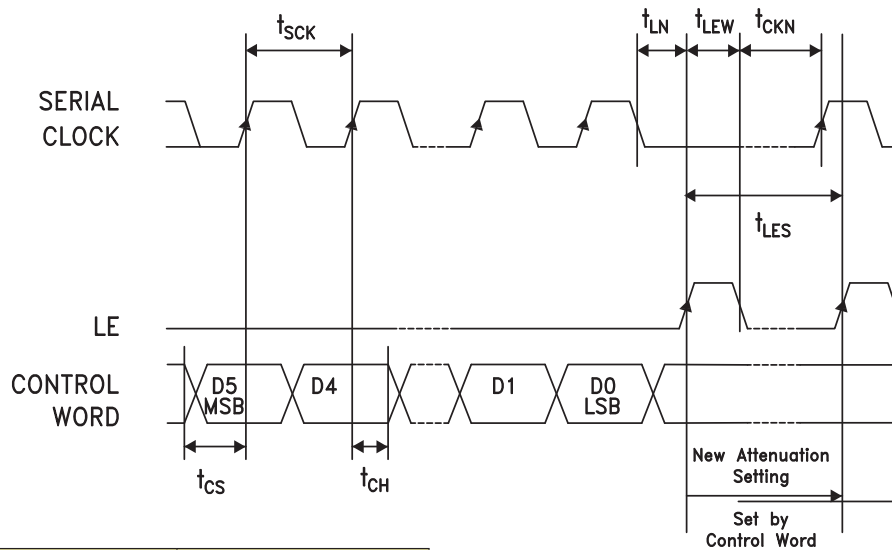 tSCK
tLN
tLEW
tCKN
SERIAL
CLOCK
tLES
LE
CONTROL
WORD
D5
MSB
D4
D1
D0
LSB
tCS
tCH
New Attenuation
Setting
Set by
Control Word